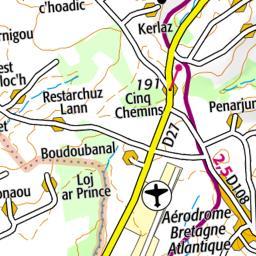 c'hoadic
rnigou
Kerlaz
est
loc'h
191
Restarchuz
Lann
Cinq
Chemins
Penarjun
et
D27
Boudoubanal
2,5
D108
Loj
ar Prince
onaou
Aérodrome
Bretagne
Atlantique